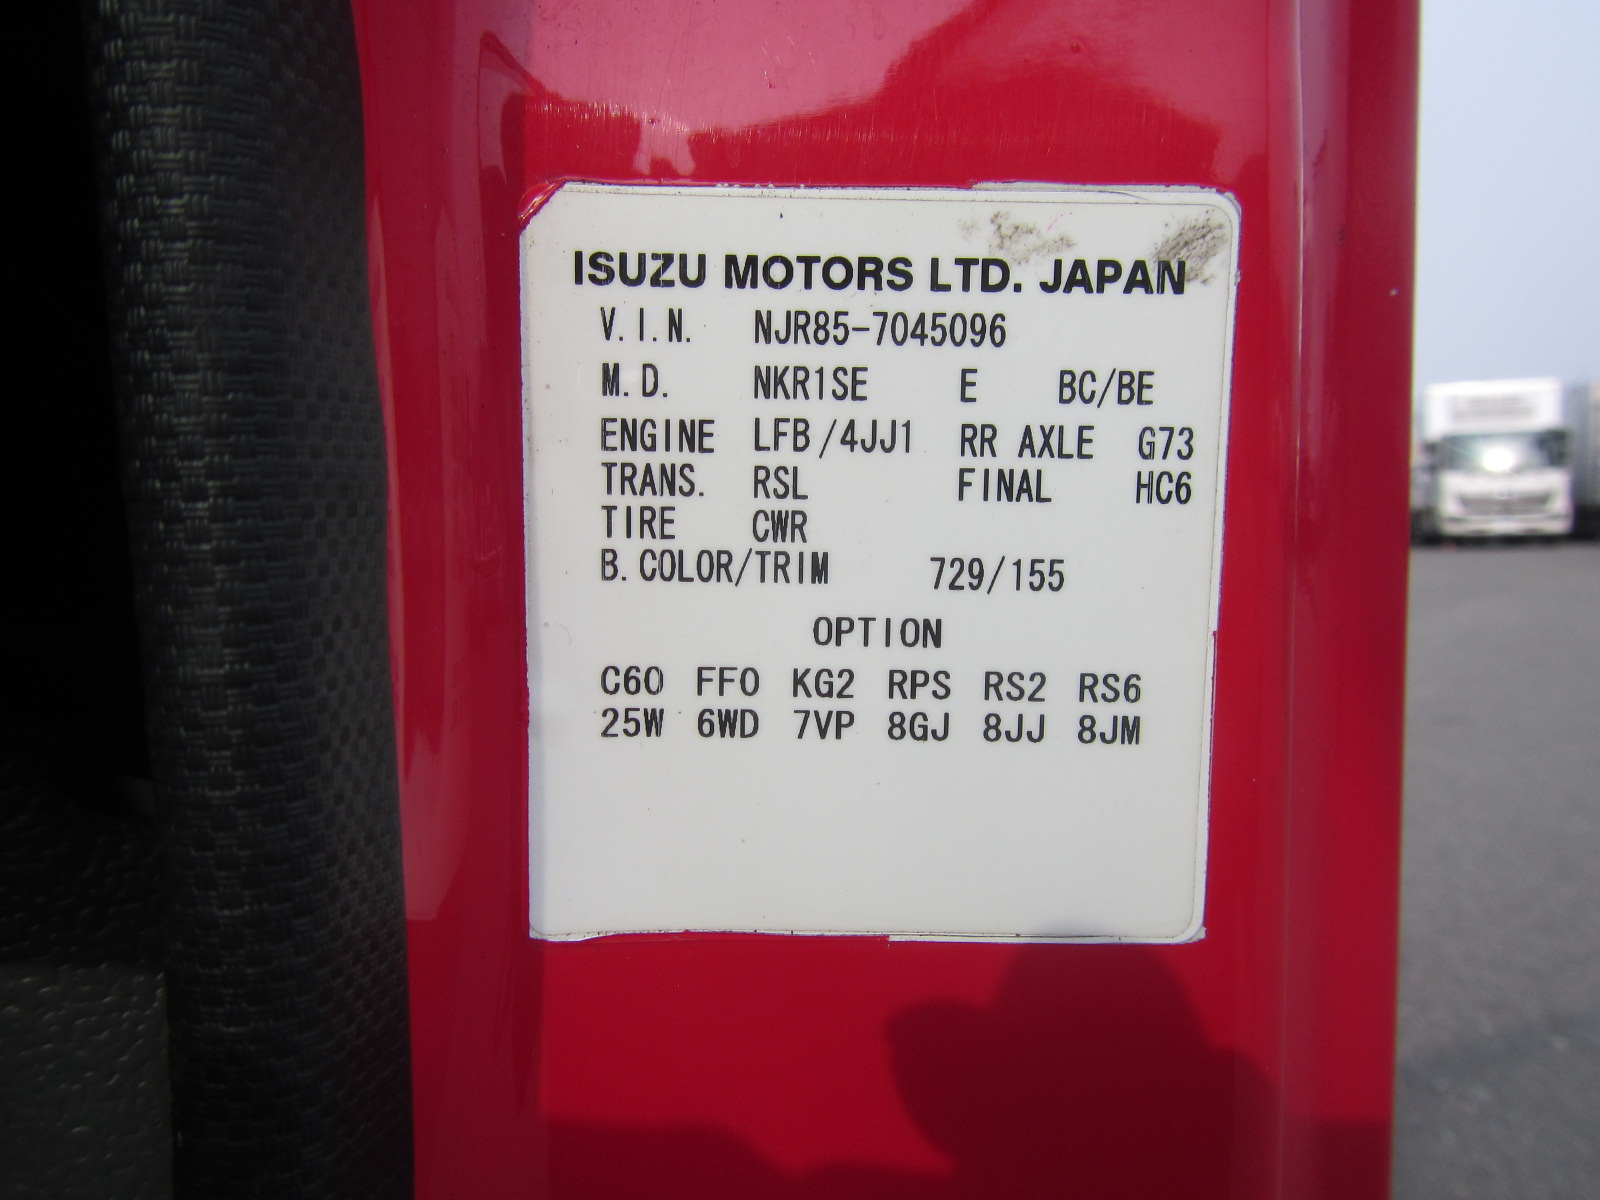 ISUZU MOTORS LTD. JAPAN
V.I.N. NJR85-7045096
M.D. NKR1SE E BC/BE
ENGINE LFB/4JJ1 RR AXLE G73
TRANS. RSL FINAL HC6
TIRE CWR
B.COLOR/TRIM 729/155
OPTION
C60 FF0 KG2 RPS RS2 RS6
25W 6WD 7VP 8GJ 8JJ 8JM